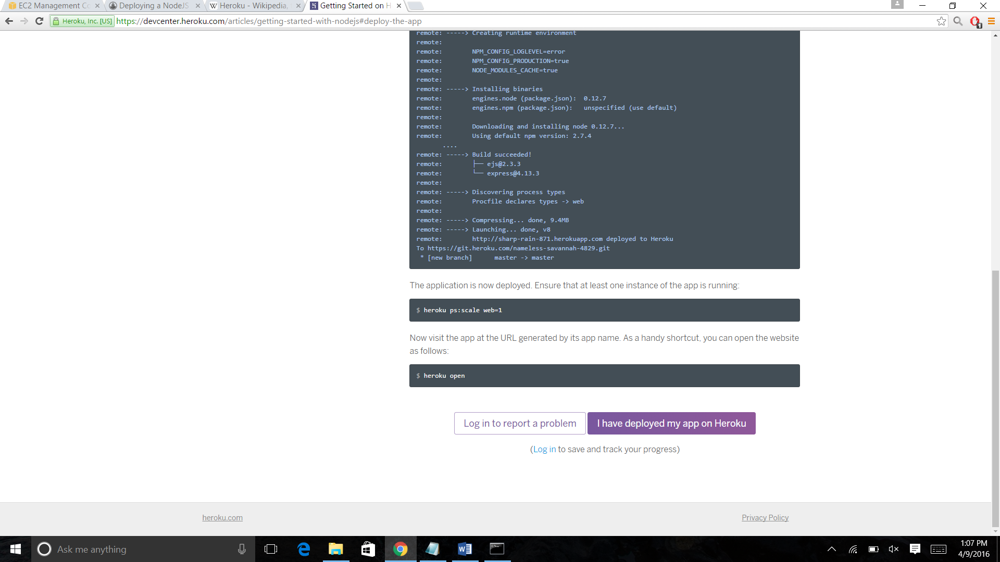 EC2 Management Co
Deploying a NodeJS
Heroku - Wikipedia,
Getting Started on H
Heroku, Inc. [US] https://devcenter.heroku.com/articles/getting-started-with-nodejs#deploy-the-app
1
remote: -----> Creating runtime environment
remote:
remote:        NPM_CONFIG_LOGLEVEL=error
remote:        NPM_CONFIG_PRODUCTION=true
remote:        NODE_MODULES_CACHE=true
remote:
remote: -----> Installing binaries
remote:        engines.node (package.json):  0.12.7
remote:        engines.npm (package.json):   unspecified (use default)
remote:
remote:        Downloading and installing node 0.12.7...
remote:        Using default npm version: 2.7.4
....
remote: -----> Build succeeded!
remote:        ├── ejs@2.3.3
remote:        └── express@4.13.3
remote:
remote: -----> Discovering process types
remote:        Procfile declares types -> web
remote:
remote: -----> Compressing... done, 9.4MB
remote: -----> Launching... done, v8
remote:        http://sharp-rain-871.herokuapp.com deployed to Heroku
To https://git.heroku.com/nameless-savannah-4829.git
* [new branch]      master -> master
The application is now deployed. Ensure that at least one instance of the app is running:
$ heroku ps:scale web=1
Now visit the app at the URL generated by its app name. As a handy shortcut, you can open the website
as follows:
$ heroku open
Log in to report a problem
I have deployed my app on Heroku
(Log in to save and track your progress)
heroku.com
Privacy Policy
Ask me anything
1:07 PM
4/9/2016